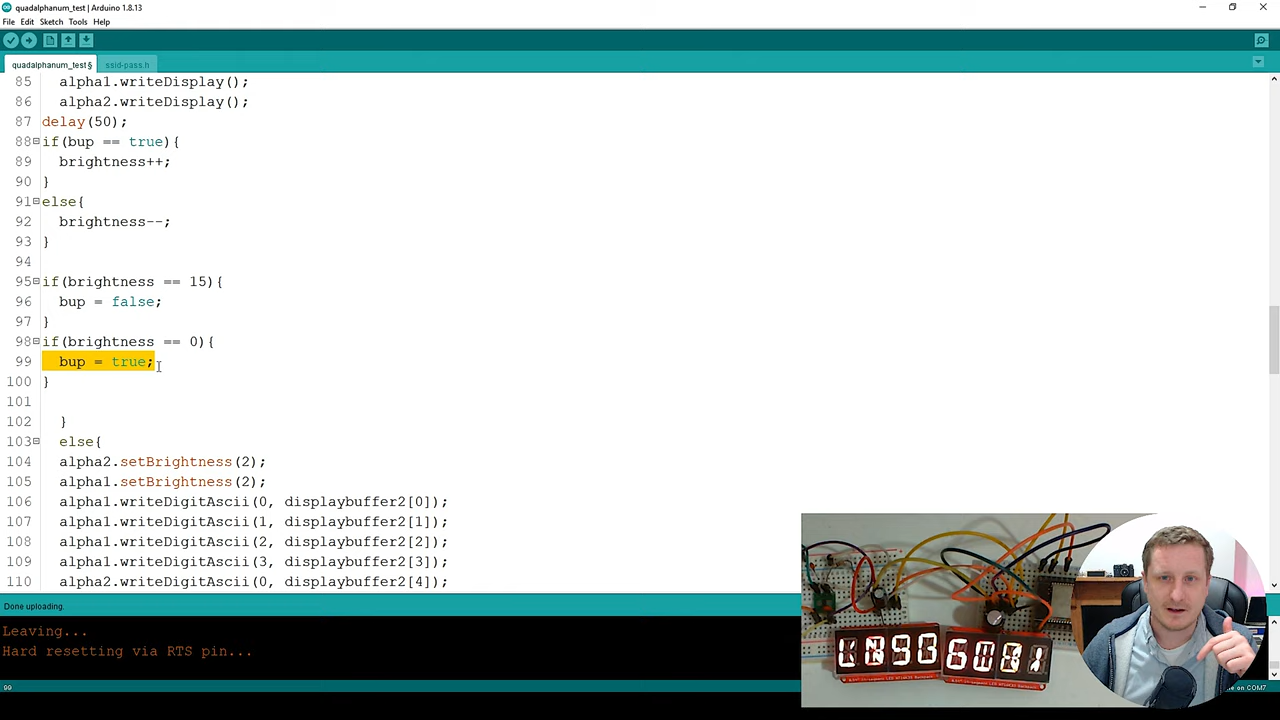 quadalphanum_test | Arduino 1.8.13
File Edit Sketch Tools Help
quadalphanum_test§ ssid-pass.h
85 alpha1.writeDisplay();
86 alpha2.writeDisplay();
87 delay(50);
88 if(bup == true){
89 brightness++;
90 }
91 else{
92 brightness--;
93 }
94
95 if(brightness == 15){
96 bup = false;
97 }
98 if(brightness == 0){
99 bup = true;
100 }
101
102 }
103 else{
104 alpha2.setBrightness(2);
105 alpha1.setBrightness(2);
106 alpha1.writeDigitAscii(0, displaybuffer2[0]);
107 alpha1.writeDigitAscii(1, displaybuffer2[1]);
108 alpha1.writeDigitAscii(2, displaybuffer2[2]);
109 alpha1.writeDigitAscii(3, displaybuffer2[3]);
110 alpha2.writeDigitAscii(0, displaybuffer2[4]);
Done uploading.
Leaving...
Hard resetting via RTS pin...
99
on COM7